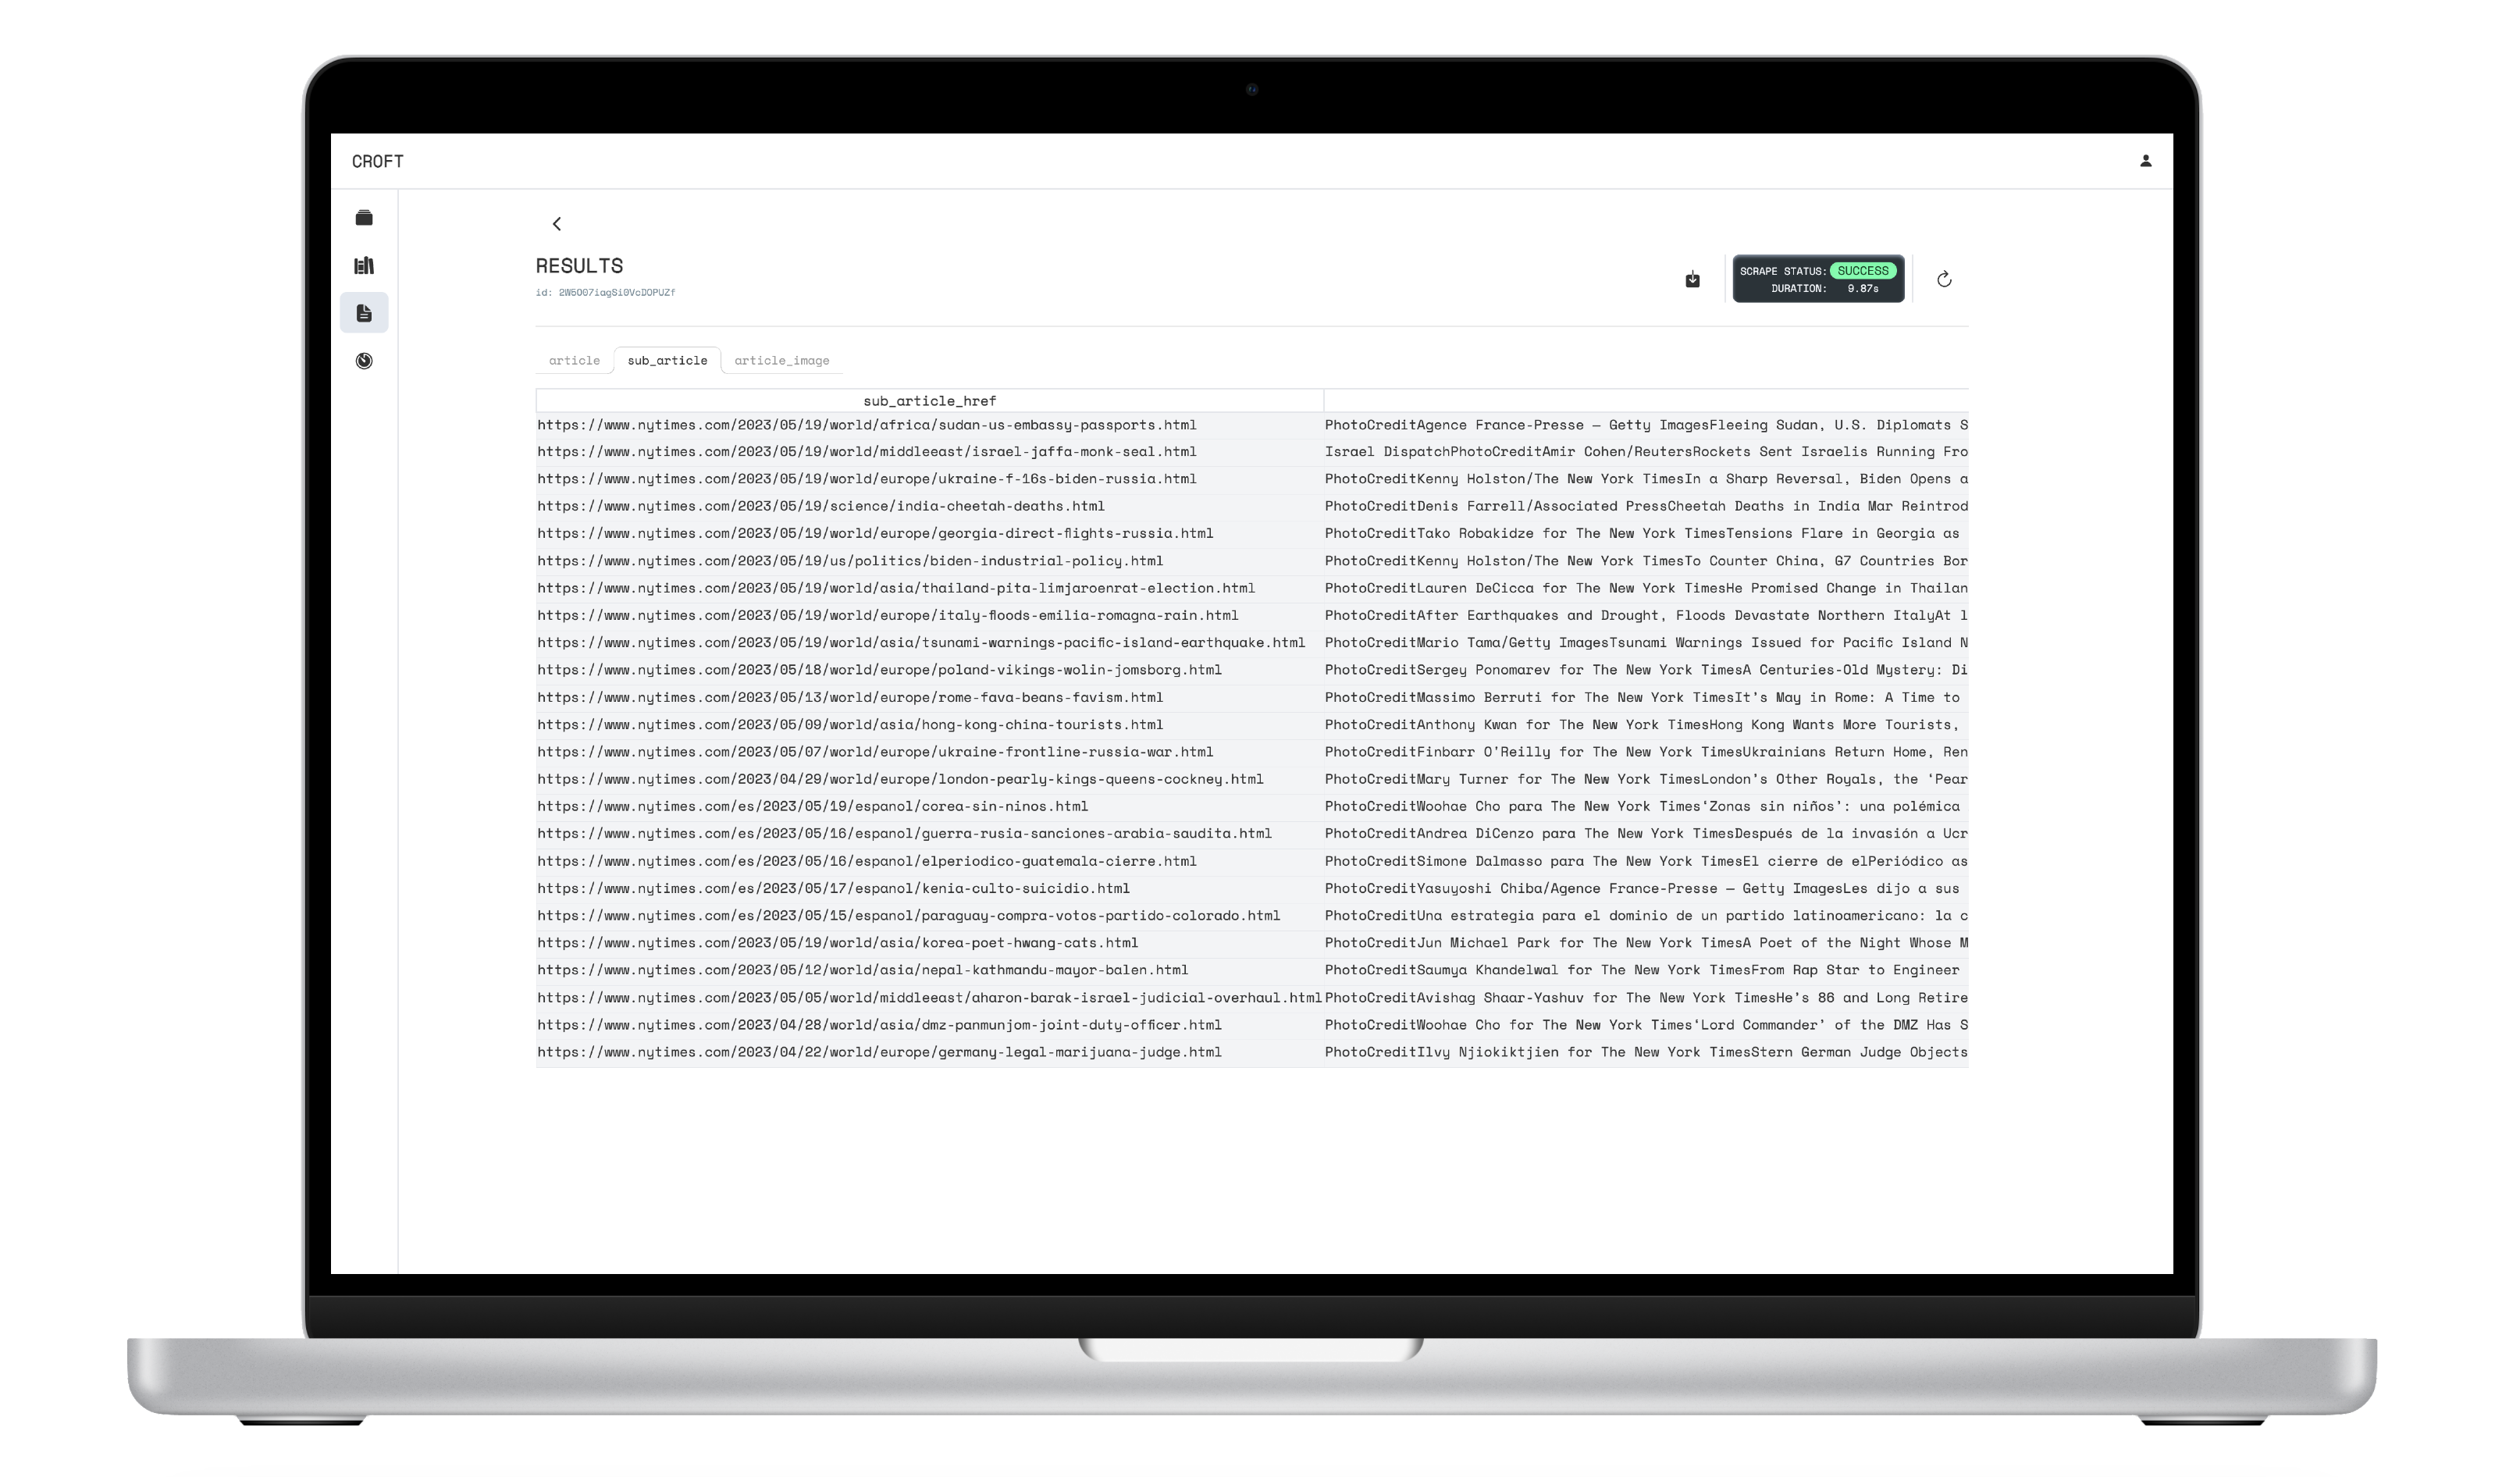 CROFT
RESULTS
id: 2W6O07iagSi0VcDOPUZf
SCRAPE STATUS: SUCCESS
DURATION: 9.87s
article sub_article article_image
sub_article_href
https://www.nytimes.com/2023/05/19/world/africa/sudan-us-embassy-passports.html PhotoCreditAgence France-Presse — Getty ImagesFleeing Sudan, U.S. Diplomats S
https://www.nytimes.com/2023/05/19/world/middleeast/israel-jaffa-monk-seal.html Israel DispatchPhotoCreditAmir Cohen/ReutersRockets Sent Israelis Running Fro
https://www.nytimes.com/2023/05/19/world/europe/ukraine-f-16s-biden-russia.html PhotoCreditKenny Holston/The New York TimesIn a Sharp Reversal, Biden Opens a
https://www.nytimes.com/2023/05/19/science/india-cheetah-deaths.html PhotoCreditDenis Farrell/Associated PressCheetah Deaths in India Mar Reintrod
https://www.nytimes.com/2023/05/19/world/europe/georgia-direct-flights-russia.html PhotoCreditTako Robakidze for The New York TimesTensions Flare in Georgia as
https://www.nytimes.com/2023/05/19/us/politics/biden-industrial-policy.html PhotoCreditKenny Holston/The New York TimesTo Counter China, G7 Countries Bor
https://www.nytimes.com/2023/05/19/world/asia/thailand-pita-limjaroenrat-election.html PhotoCreditLauren DeCicca for The New York TimesHe Promised Change in Thailan
https://www.nytimes.com/2023/05/19/world/europe/italy-floods-emilia-romagna-rain.html PhotoCreditAfter Earthquakes and Drought, Floods Devastate Northern ItalyAt l
https://www.nytimes.com/2023/05/19/world/asia/tsunami-warnings-pacific-island-earthquake.html PhotoCreditMario Tama/Getty ImagesTsunami Warnings Issued for Pacific Island N
https://www.nytimes.com/2023/05/18/world/europe/poland-vikings-wolin-jomsborg.html PhotoCreditSergey Ponomarev for The New York TimesA Centuries-Old Mystery: Di
https://www.nytimes.com/2023/05/13/world/europe/rome-fava-beans-favism.html PhotoCreditMassimo Berruti for The New York TimesIt's May in Rome: A Time to
https://www.nytimes.com/2023/05/09/world/asia/hong-kong-china-tourists.html PhotoCreditAnthony Kwan for The New York TimesHong Kong Wants More Tourists,
https://www.nytimes.com/2023/05/07/world/europe/ukraine-frontline-russia-war.html PhotoCreditFinbarr O'Reilly for The New York TimesUkrainians Return Home, Ren
https://www.nytimes.com/2023/04/29/world/europe/london-pearly-kings-queens-cockney.html PhotoCreditMary Turner for The New York TimesLondon's Other Royals, the ‘Pear
https://www.nytimes.com/es/2023/05/19/espanol/corea-sin-ninos.html PhotoCreditWoohae Cho para The New York Times‘Zonas sin niños’: una polémica
https://www.nytimes.com/es/2023/05/16/espanol/guerra-rusia-sanciones-arabia-saudita.html PhotoCreditAndrea DiCenzo para The New York TimesDespués de la invasión a Ucr
https://www.nytimes.com/es/2023/05/16/espanol/elperiodico-guatemala-cierre.html PhotoCreditSimone Dalmasso para The New York TimesEl cierre de elPeriódico as
https://www.nytimes.com/es/2023/05/17/espanol/kenia-culto-suicidio.html PhotoCreditYasuyoshi Chiba/Agence France-Presse — Getty ImagesLes dijo a sus
https://www.nytimes.com/es/2023/05/15/espanol/paraguay-compra-votos-partido-colorado.html PhotoCreditUna estrategia para el dominio de un partido latinoamericano: la c
https://www.nytimes.com/2023/05/19/world/asia/korea-poet-hwang-cats.html PhotoCreditJun Michael Park for The New York TimesA Poet of the Night Whose M
https://www.nytimes.com/2023/05/12/world/asia/nepal-kathmandu-mayor-balen.html PhotoCreditSaumya Khandelwal for The New York TimesFrom Rap Star to Engineer
https://www.nytimes.com/2023/05/05/world/middleeast/aharon-barak-israel-judicial-overhaul.html PhotoCreditAvishag Shaar-Yashuv for The New York TimesHe's 86 and Long Retire
https://www.nytimes.com/2023/04/28/world/asia/dmz-panmunjom-joint-duty-officer.html PhotoCreditWoohae Cho for The New York Times‘Lord Commander’ of the DMZ Has S
https://www.nytimes.com/2023/04/22/world/europe/germany-legal-marijuana-judge.html PhotoCreditIlvy Njiokiktjien for The New York TimesStern German Judge Objects